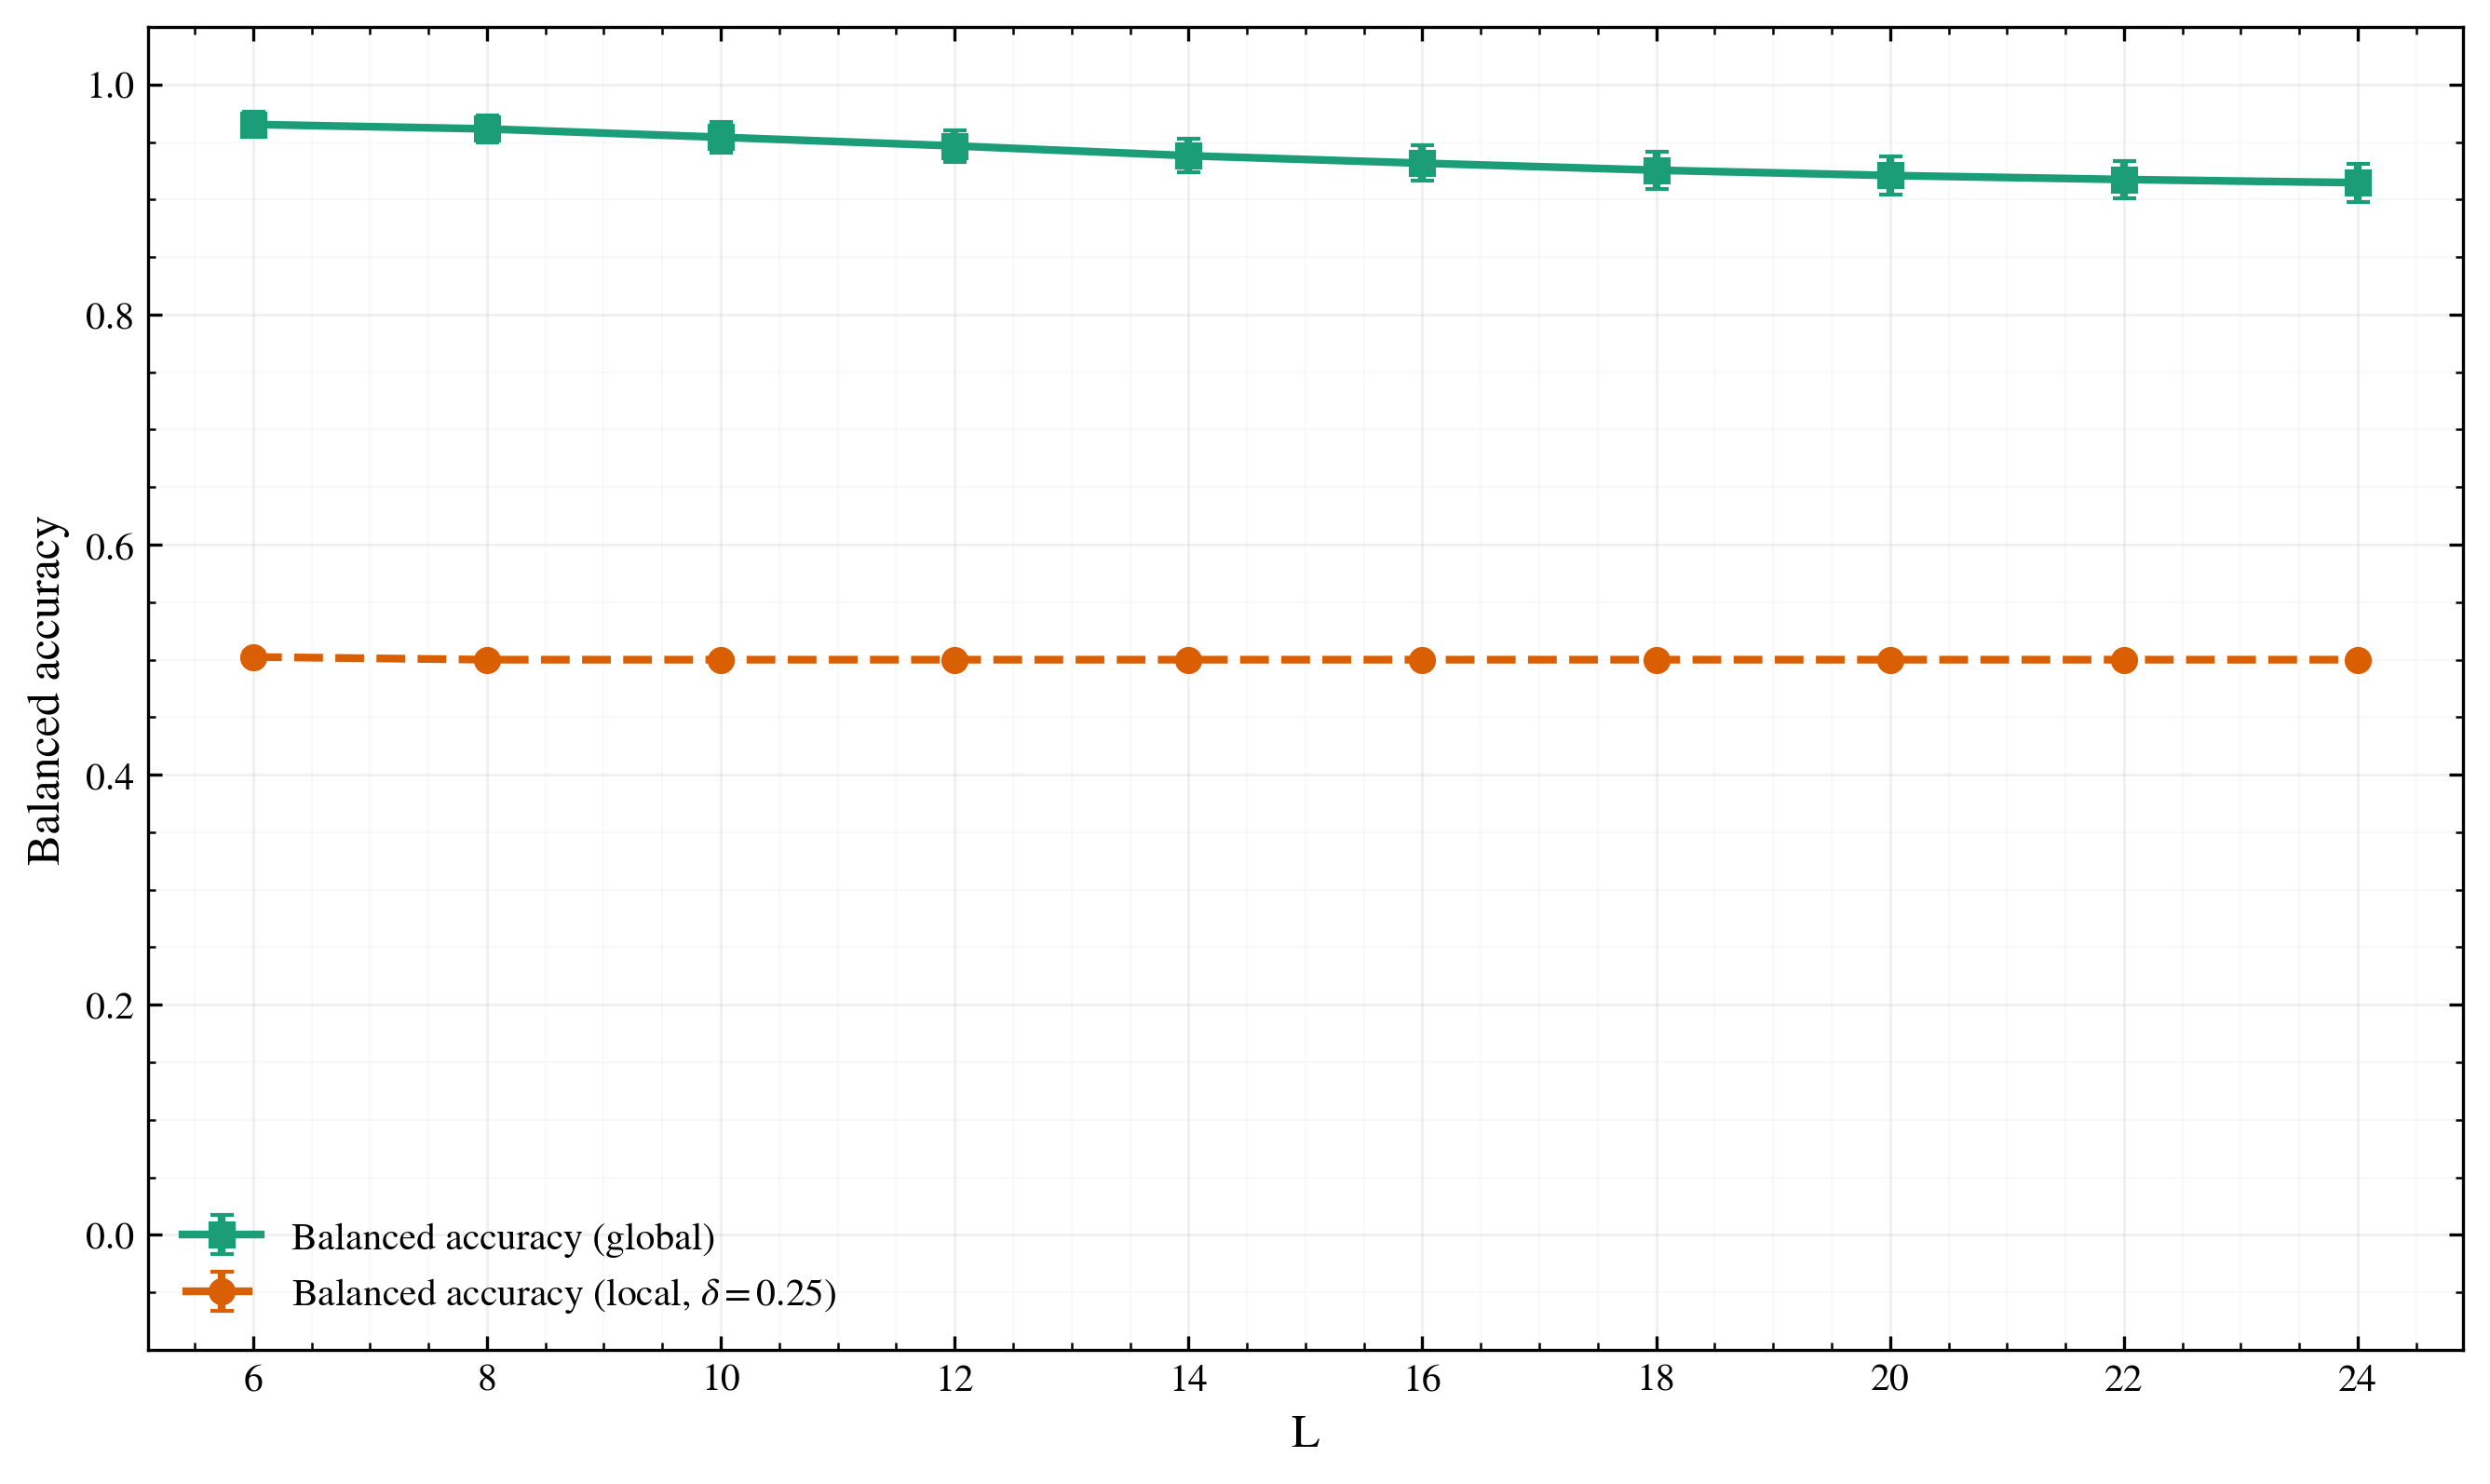 1.0
0.8
0.6
0.4
0.2
0.0
Balanced accuracy
Balanced accuracy (global)
Balanced accuracy (local, δ = 0.25)
6 8 10 12 14 16 18 20 22 24
L